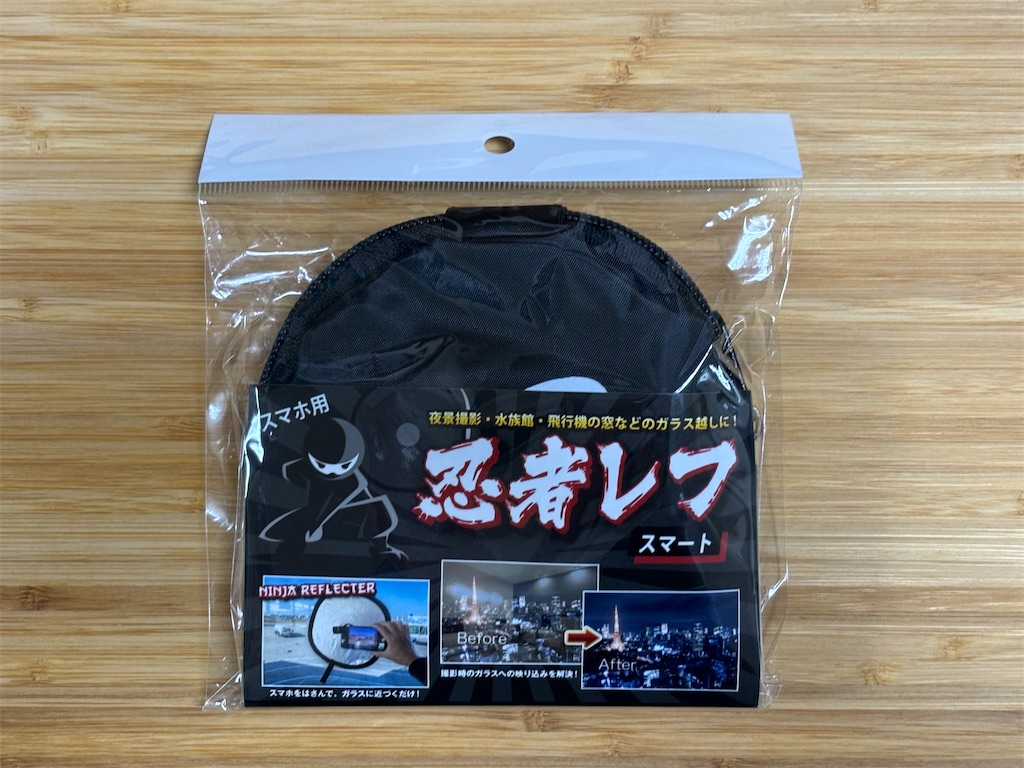 スマホ用
夜景撮影・水族館・飛行機の窓などのガラス越しに!
忍者レフ
スマート
NINJA REFLECTER
Before
After
スマホをはさんで、ガラスに近づくだけ!
撮影時のガラスへの映り込みを解決!